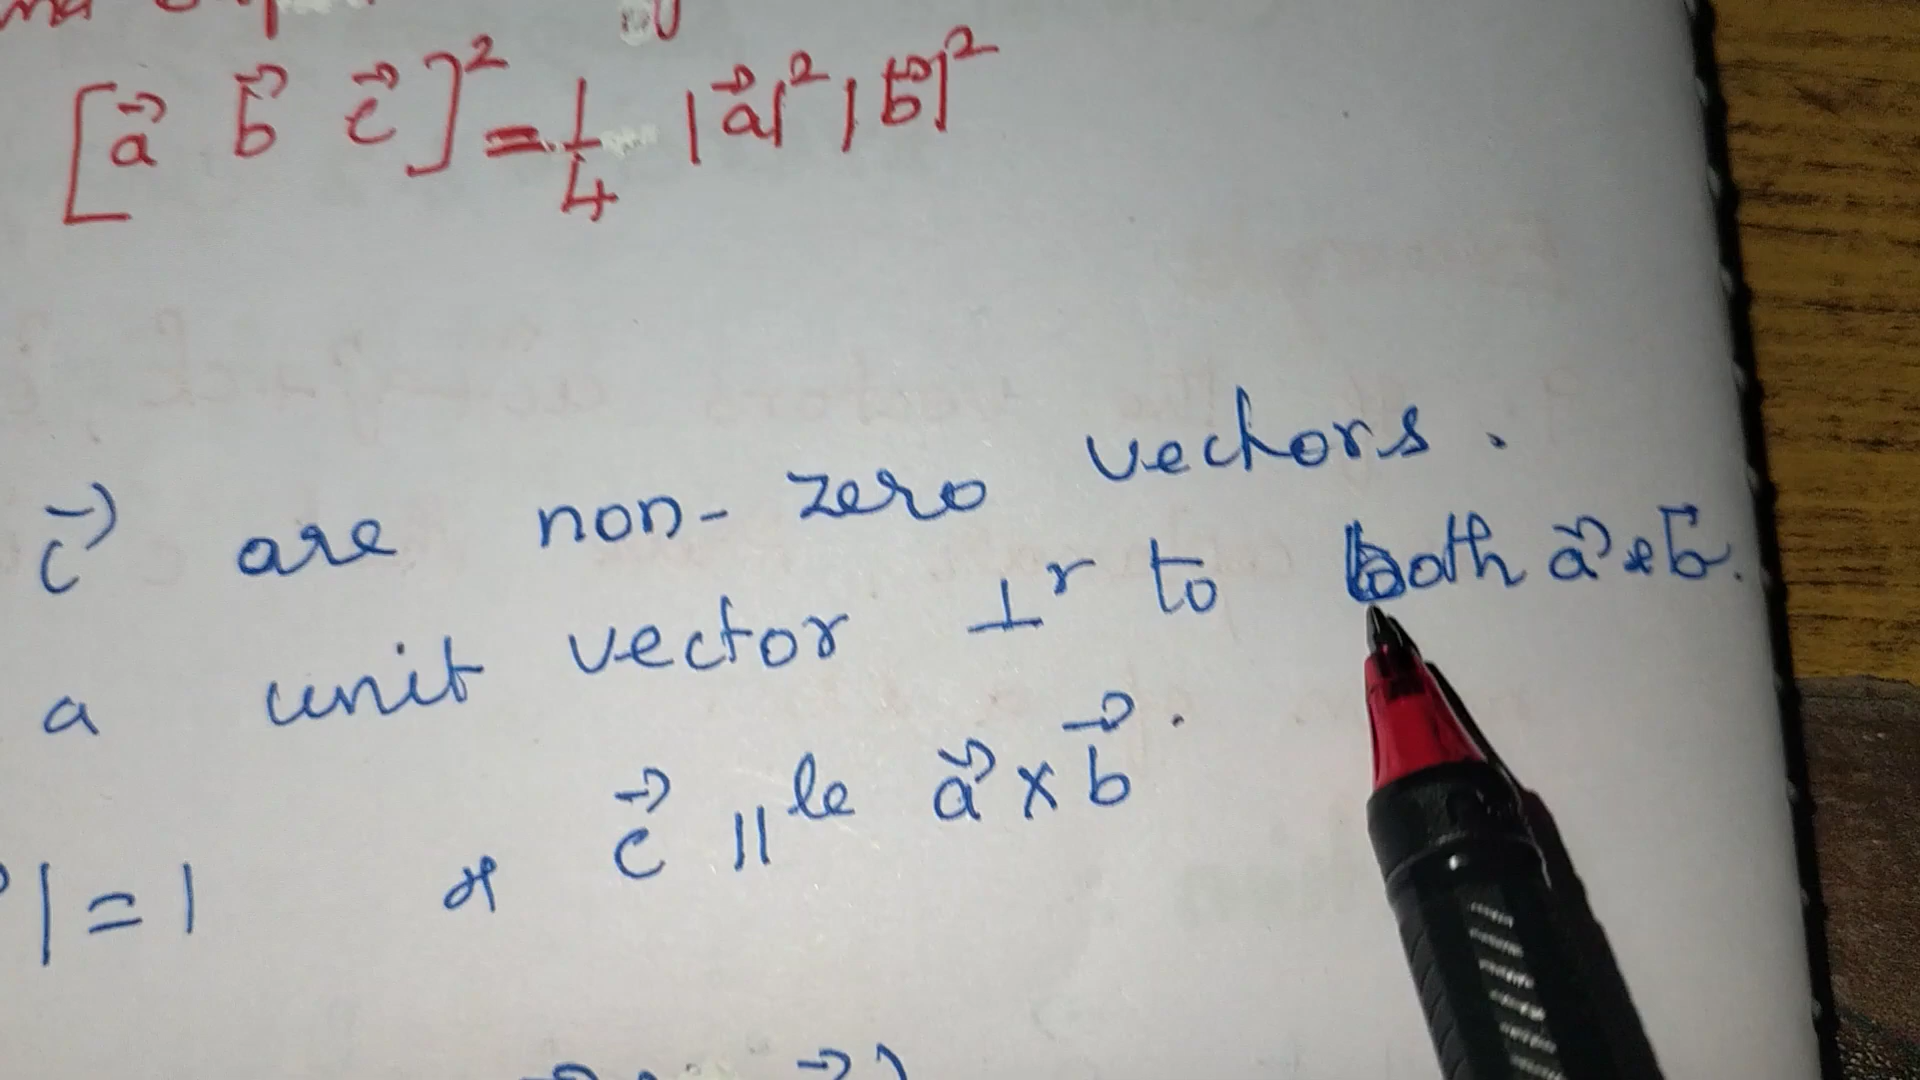 [a⃗ b⃗ c⃗]² = 1/4 |a⃗|² |b⃗|²
c⃗ are non-zero vectors.
a unit vector ⊥r to both a⃗ & b⃗.
| = 1 & c⃗ ||le a⃗ × b⃗.